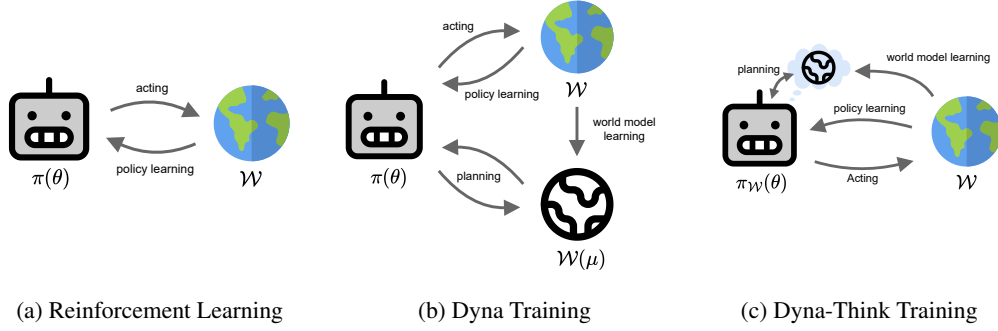 acting
policy learning
π(θ)
𝒲
(a) Reinforcement Learning
acting
policy learning
𝒲
world model
learning
π(θ)
planning
𝒲(μ)
(b) Dyna Training
planning
world model learning
policy learning
Acting
π𝒲(θ)
𝒲
(c) Dyna-Think Training